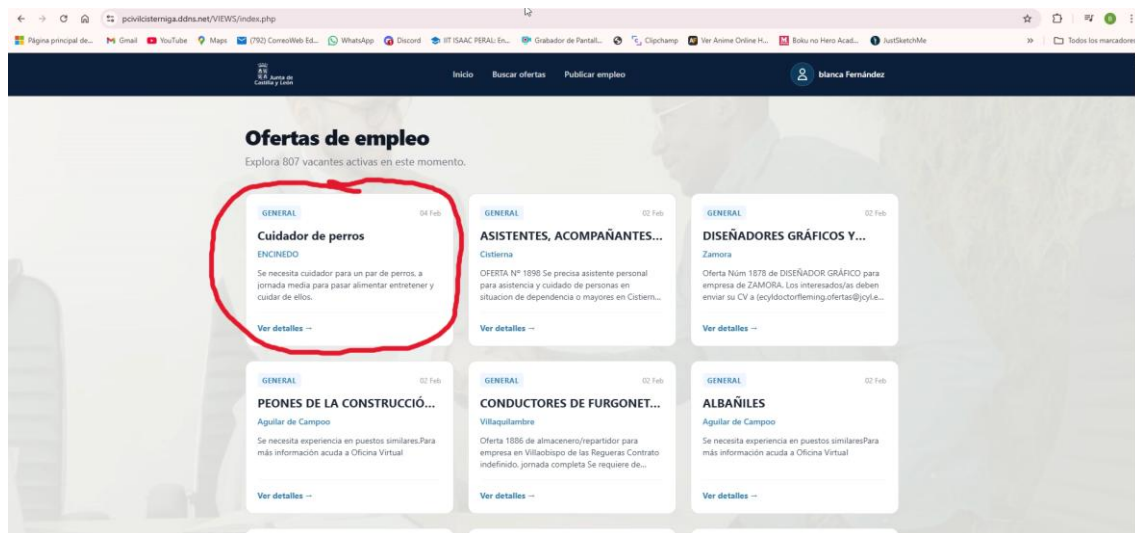 pcivilcisterniga.ddns.net/VIEWS/index.php
Página principal de... Gmail YouTube Maps (792) CorreoWeb Ed... WhatsApp Discord IIT ISAAC PERAL: En... Grabador de Pantall... Clipchamp Ver Anime Online H... Boku no Hero Acad... JustSketchMe » Todos los marcadores
Junta de
Castilla y León
Inicio Buscar ofertas Publicar empleo blanca Fernández
Ofertas de empleo
Explora 807 vacantes activas en este momento.
GENERAL 04 Feb
Cuidador de perros
ENCINEDO
Se necesita cuidador para un par de perros, a
jornada media para pasar alimentar entretener y
cuidar de ellos.
Ver detalles →
GENERAL 02 Feb
ASISTENTES, ACOMPAÑANTES...
Cistierna
OFERTA Nº 1898 Se precisa asistente personal
para asistencia y cuidado de personas en
situacion de dependencia o mayores en Cistiern...
Ver detalles →
GENERAL 02 Feb
DISEÑADORES GRÁFICOS Y...
Zamora
Oferta Núm 1878 de DISEÑADOR GRÁFICO para
empresa de ZAMORA. Los interesados/as deben
enviar su CV a (ecyldoctorfleming.ofertas@jcyl.e...
Ver detalles →
GENERAL 02 Feb
PEONES DE LA CONSTRUCCIÓ...
Aguilar de Campoo
Se necesita experiencia en puestos similares.Para
más información acuda a Oficina Virtual
Ver detalles →
GENERAL 02 Feb
CONDUCTORES DE FURGONET...
Villaquilambre
Oferta 1886 de almacenero/repartidor para
empresa en Villaobispo de las Regueras Contrato
indefinido, jornada completa Se requiere de...
Ver detalles →
GENERAL 02 Feb
ALBAÑILES
Aguilar de Campoo
Se necesita experiencia en puestos similaresPara
más información acuda a Oficina Virtual
Ver detalles →